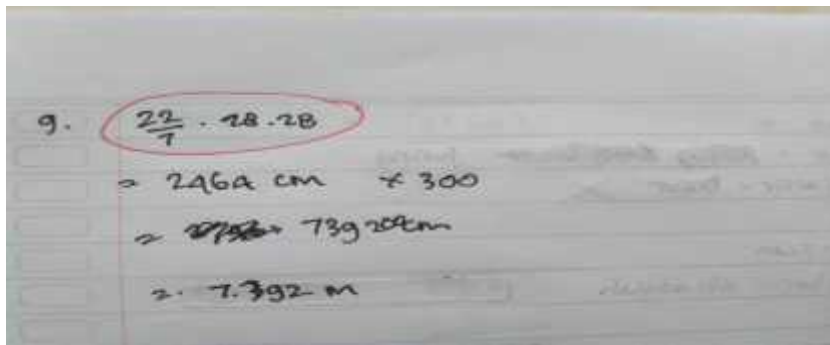 9. 22/7 . 28 . 28
= 2464 cm × 300
= 739200 cm
= 7.392 m